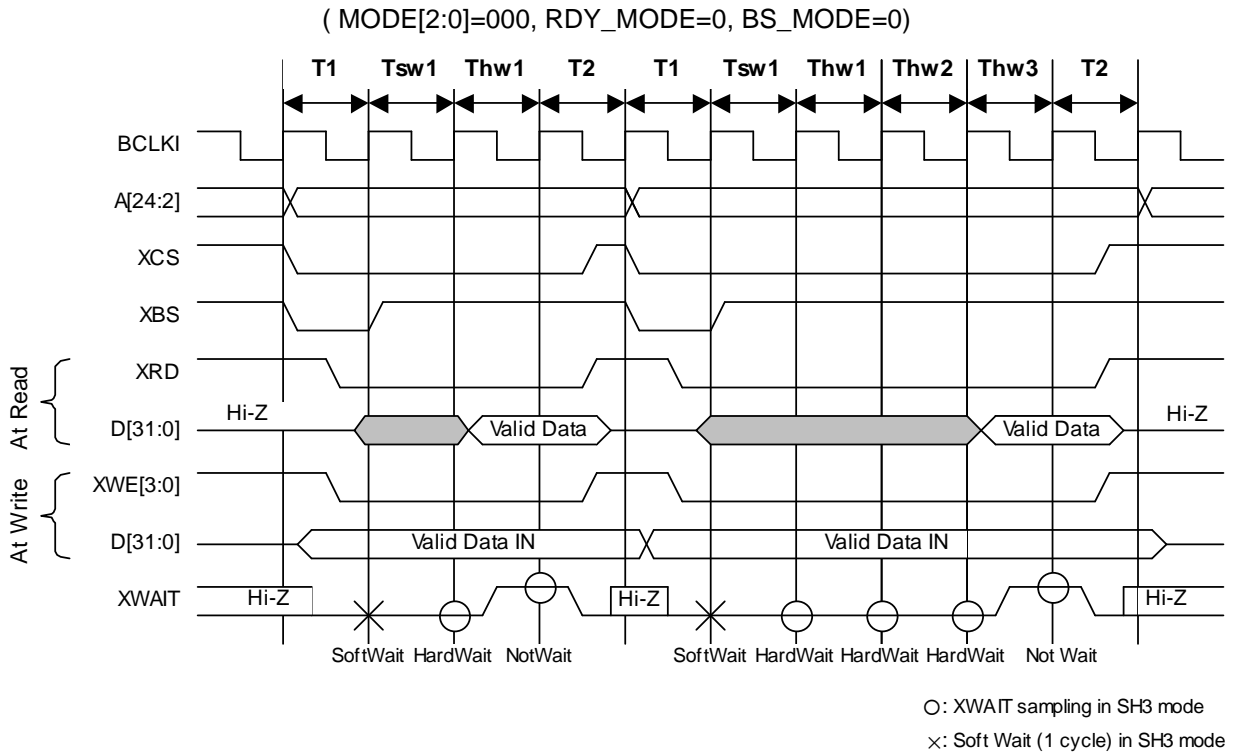 ( MODE[2:0]=000, RDY_MODE=0, BS_MODE=0)
T1 Tsw1 Thw1 T2 T1 Tsw1 Thw1 Thw2 Thw3 T2
BCLKI
A[24:2]
XCS
XBS
At Read
XRD
Hi-Z
D[31:0] Valid Data Valid Data Hi-Z
At Write
XWE[3:0]
D[31:0] Valid Data IN Valid Data IN
XWAIT Hi-Z Hi-Z Hi-Z
SoftWait HardWait NotWait SoftWait HardWait HardWait HardWait Not Wait
○: XWAIT sampling in SH3 mode
×: Soft Wait (1 cycle) in SH3 mode